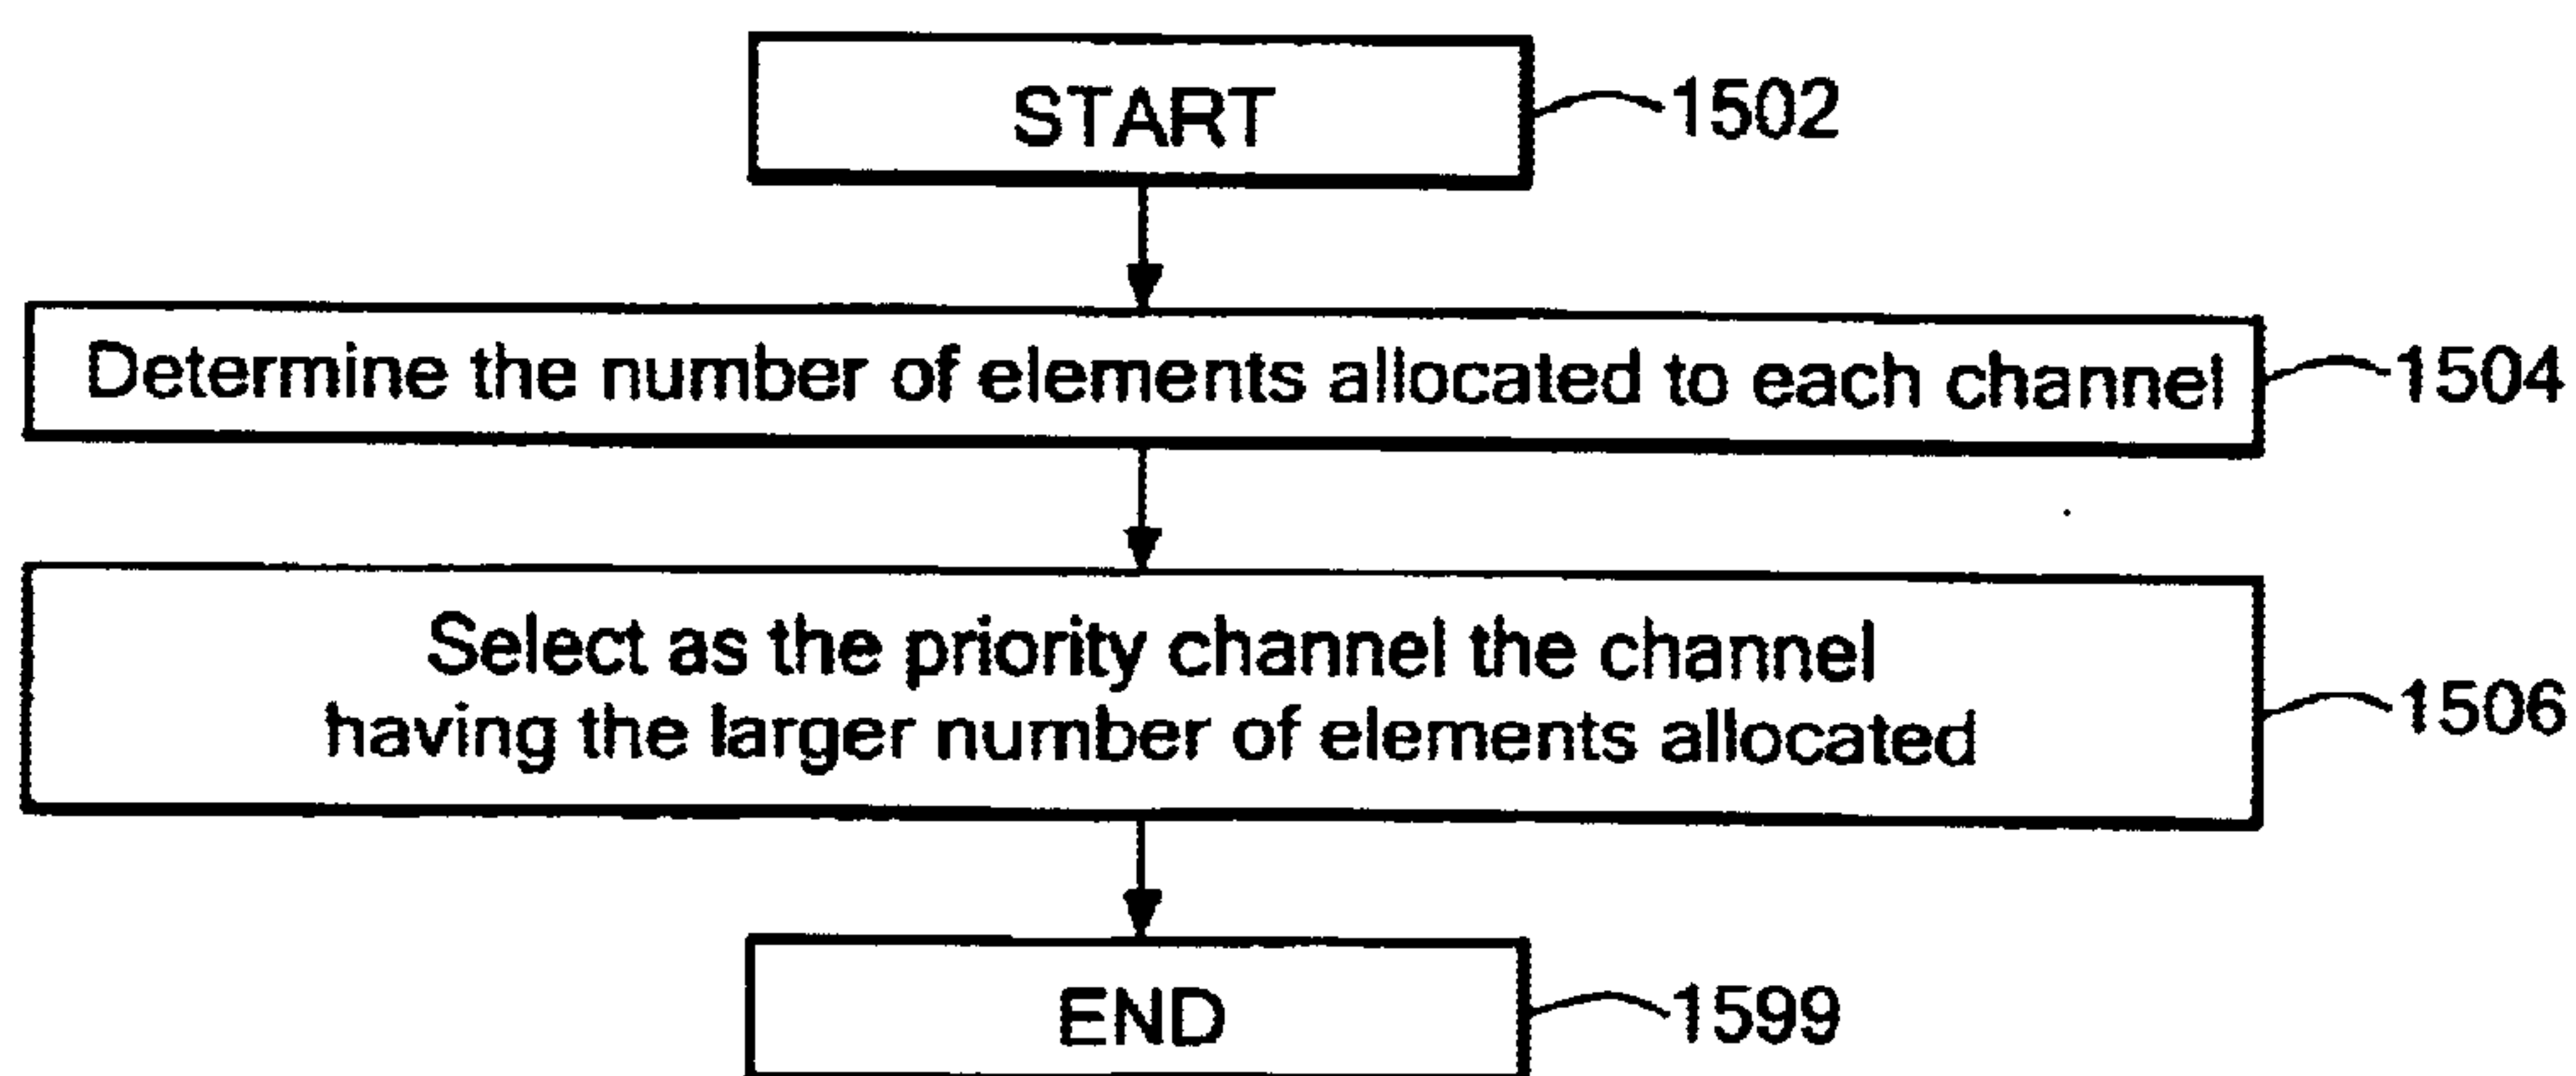 START
1502
Determine the number of elements allocated to each channel
1504
Select as the priority channel the channel
having the larger number of elements allocated
1506
END
1599